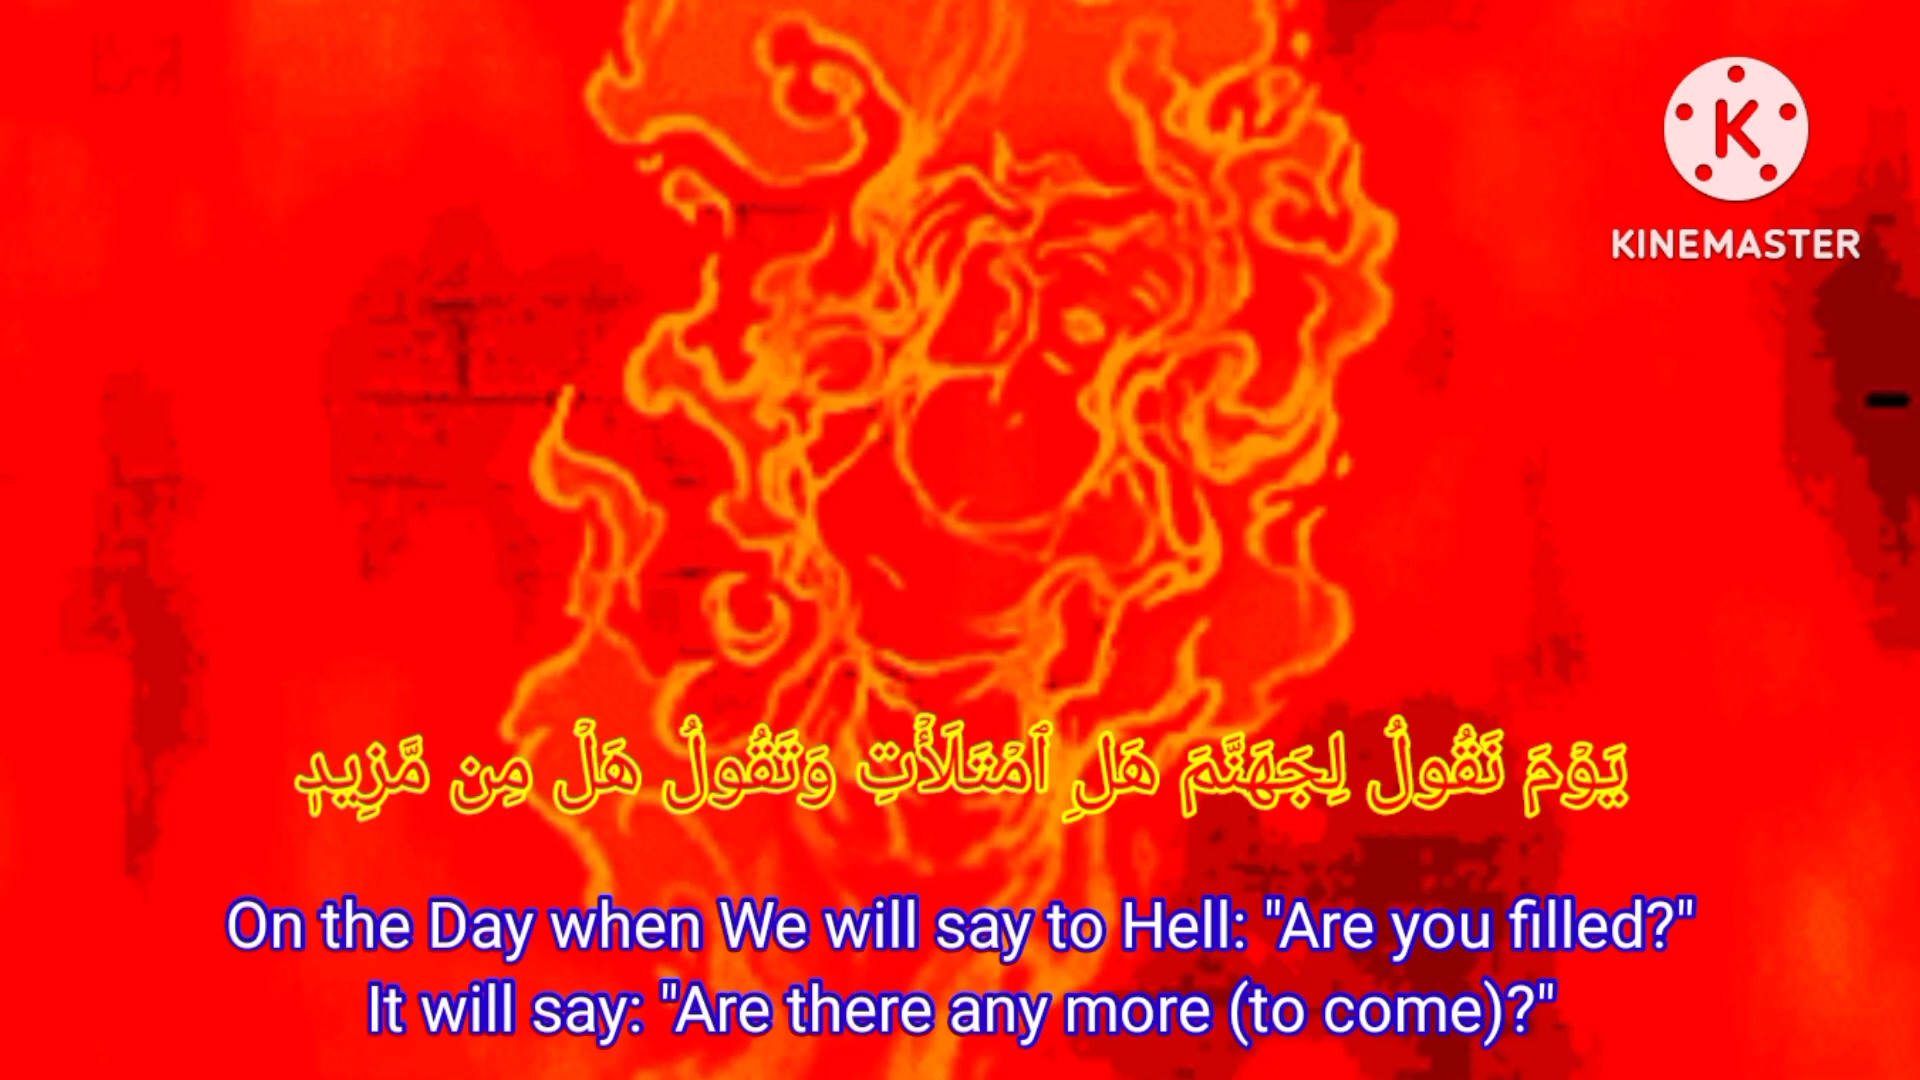 KINEMASTER
يَوْمَ نَقُولُ لِجَهَنَّمَ هَلِ ٱمْتَلَأْتِ وَتَقُولُ هَلْ مِن مَّزِيدٍ
On the Day when We will say to Hell: "Are you filled?"
It will say: "Are there any more (to come)?"